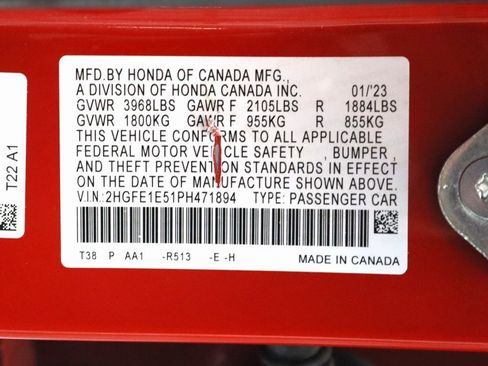 MFD.BY HONDA OF CANADA MFG.,
A DIVISION OF HONDA CANADA INC. 01/'23
GVWR 3968LBS GAWR F 2105LBS R 1884LBS
GVWR 1800KG GAWR F 955KG R 855KG
THIS VEHICLE CONFORMS TO ALL APPLICABLE
FEDERAL MOTOR VEHICLE SAFETY , BUMPER ,
AND THEFT PREVENTION STANDARDS IN EFFECT
ON THE DATE OF MANUFACTURE SHOWN ABOVE.
V.I.N.:2HGFE1E51PH471894 TYPE: PASSENGER CAR
T38 P AA1 -R513 -E -H MADE IN CANADA
T22 A1